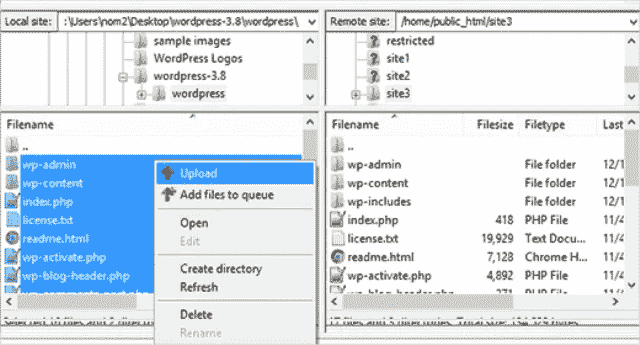 Local site: :\Users\nom2\Desktop\wordpress-3.8\wordpress\
sample images
WordPress Logos
wordpress-3.8
wordpress
Filename
..
wp-admin
wp-content
index.php
license.txt
readme.html
wp-activate.php
wp-blog-header.php
Upload
Add files to queue
Open
Edit
Create directory
Refresh
Delete
Rename
Remote site: /home/public_html/site3
restricted
site1
site2
site3
Filename Filesize Filetype Last
..
wp-admin File folder 12/1
wp-content File folder 12/1
wp-includes File folder 12/1
index.php 418 PHP File 11/4
license.txt 19,929 Text Docu... 11/4
readme.html 7,128 Chrome H... 11/4
wp-activate.php 4,892 PHP File 11/4
wp-blog-header.php 271 PHP File 11/4